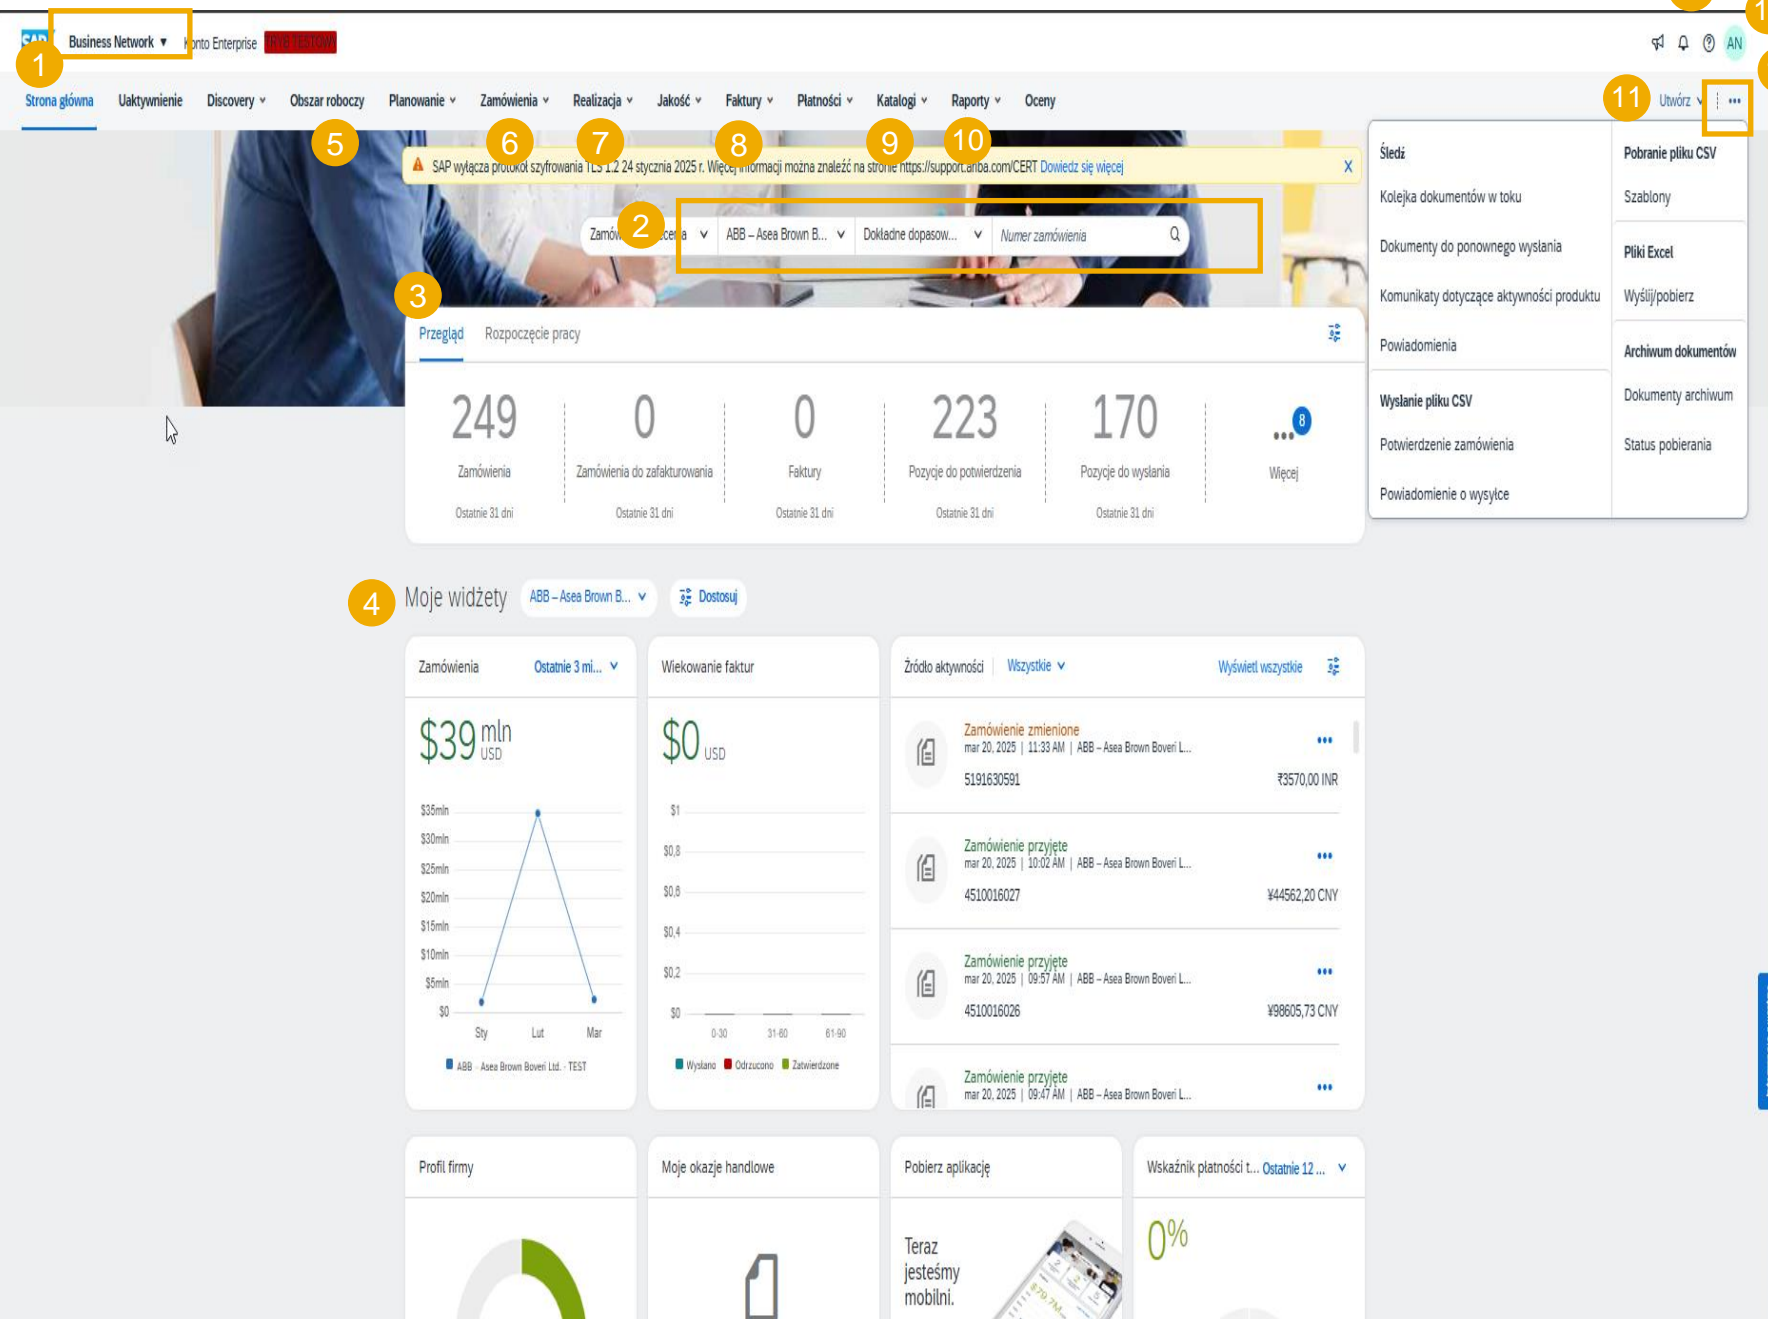 SAP Business Network ▾ Konto Enterprise TRYB TESTOWY
AN
1
Strona główna Uaktywnienie Discovery Obszar roboczy Planowanie Zamówienia Realizacja Jakość Faktury Płatności Katalogi Raporty Oceny
11 Utwórz
5 6 7 8 9 10
SAP wyłącza protokół szyfrowania TLS 1.2 24 stycznia 2025 r. Więcej informacji można znaleźć na stronie https://support.ariba.com/CERT Dowiedz się więcej X
2
ABB – Asea Brown B... Dokładne dopasow... Numer zamówienia
Śledź
Kolejka dokumentów w toku
Dokumenty do ponownego wysłania
Komunikaty dotyczące aktywności produktu
Powiadomienia
Wysłanie pliku CSV
Potwierdzenie zamówienia
Powiadomienie o wysyłce
Pobranie pliku CSV
Szablony
Pliki Excel
Wyślij/pobierz
Archiwum dokumentów
Dokumenty archiwum
Status pobierania
3
Przegląd Rozpoczęcie pracy
249 0 0 223 170 ... 8
Zamówienia Zamówienia do zafakturowania Faktury Pozycje do potwierdzenia Pozycje do wysłania Więcej
Ostatnie 31 dni Ostatnie 31 dni Ostatnie 31 dni Ostatnie 31 dni Ostatnie 31 dni
4 Moje widżety ABB – Asea Brown B... Dostosuj
Zamówienia Ostatnie 3 mi...
$39 mln USD
$35mln
$30mln
$25mln
$20mln
$15mln
$10mln
$5mln
$0
Sty Lut Mar
ABB - Asea Brown Boveri Ltd. - TEST
Wiekowanie faktur
$0 USD
$1
$0,8
$0,6
$0,4
$0,2
$0
0-30 31-60 61-90
Wysłano Odrzucono Zatwierdzone
Źródło aktywności Wszystkie Wyświetl wszystkie
Zamówienie zmienione
mar 20, 2025 | 11:33 AM | ABB – Asea Brown Boveri L...
5191630591 ₹3570,00 INR
Zamówienie przyjęte
mar 20, 2025 | 10:02 AM | ABB – Asea Brown Boveri L...
4510016027 ¥44562,20 CNY
Zamówienie przyjęte
mar 20, 2025 | 09:57 AM | ABB – Asea Brown Boveri L...
4510016026 ¥98605,73 CNY
Zamówienie przyjęte
mar 20, 2025 | 09:47 AM | ABB – Asea Brown Boveri L...
Profil firmy
Moje okazje handlowe
Pobierz aplikację
Teraz
jesteśmy
mobilni.
$79.7M
Wskaźnik płatności t... Ostatnie 12 ...
0%